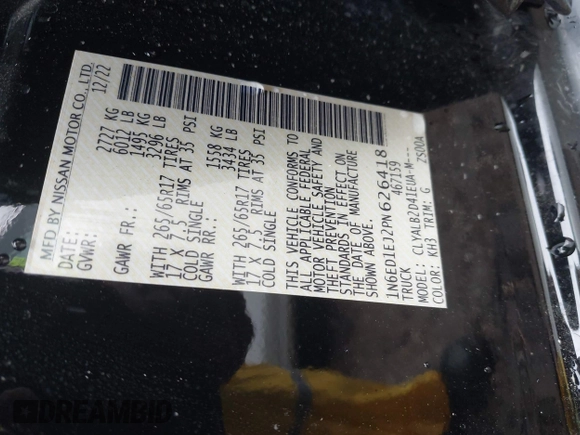 MFD BY NISSAN MOTOR CO., LTD.
DATE: 12/22
GVWR: 2727 KG
6012 LB
GAWR FR.: 1495 KG
3296 LB
WITH 265/65R17 TIRES
17 X 7.5 RIMS AT 35 PSI
COLD SINGLE
GAWR RR.: 1558 KG
3434 LB
WITH 265/65R17 TIRES
17 X 7.5 RIMS AT 35 PSI
COLD SINGLE
THIS VEHICLE CONFORMS TO
ALL APPLICABLE FEDERAL
MOTOR VEHICLE SAFETY AND
THEFT PREVENTION
STANDARDS IN EFFECT ON
THE DATE OF MANUFACTURE
SHOWN ABOVE.
1N6ED1EJ2PN626418
TRUCK 467159
MODEL: CLYALB2D41EUA-M---
COLOR: KH3 TRIM: G ZS00A
DREAMBID